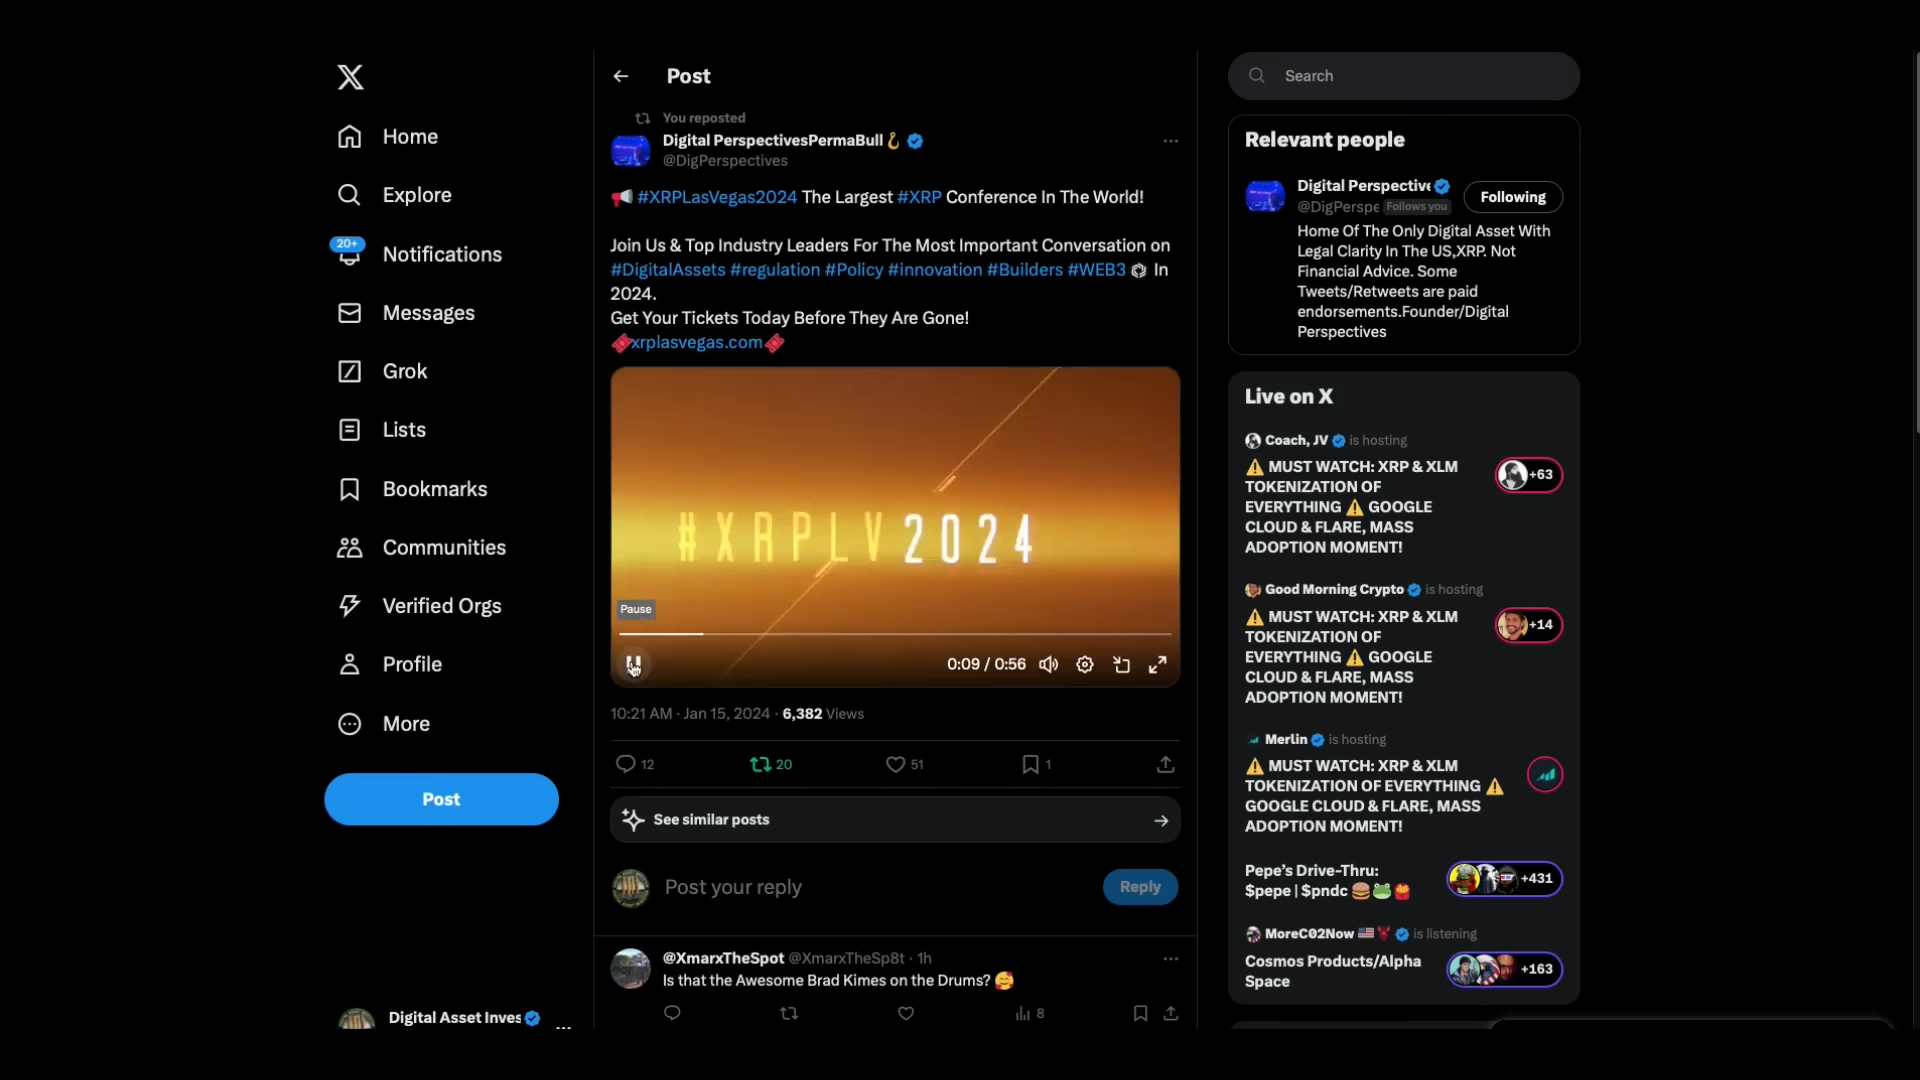 Home
Explore
20+
Notifications
Messages
Grok
Lists
Bookmarks
Communities
Verified Orgs
Profile
More
Post
Digital Asset Inves
Post
You reposted
Digital PerspectivesPermaBull
@DigPerspectives
#XRPLasVegas2024 The Largest #XRP Conference In The World!
Join Us & Top Industry Leaders For The Most Important Conversation on
#DigitalAssets #regulation #Policy #innovation #Builders #WEB3 In
2024.
Get Your Tickets Today Before They Are Gone!
xrplasvegas.com
#XRPLV2024
Pause
0:09 / 0:56
10:21 AM · Jan 15, 2024 · 6,382 Views
12
20
51
1
See similar posts
Post your reply
Reply
@XmarxTheSpot @XmarxTheSp8t · 1h
Is that the Awesome Brad Kimes on the Drums?
8
Search
Relevant people
Digital Perspective
@DigPerspe Follows you
Following
Home Of The Only Digital Asset With
Legal Clarity In The US,XRP. Not
Financial Advice. Some
Tweets/Retweets are paid
endorsements.Founder/Digital
Perspectives
Live on X
Coach, JV is hosting
MUST WATCH: XRP & XLM
TOKENIZATION OF
EVERYTHING GOOGLE
CLOUD & FLARE, MASS
ADOPTION MOMENT!
+63
Good Morning Crypto is hosting
MUST WATCH: XRP & XLM
TOKENIZATION OF
EVERYTHING GOOGLE
CLOUD & FLARE, MASS
ADOPTION MOMENT!
+14
Merlin is hosting
MUST WATCH: XRP & XLM
TOKENIZATION OF EVERYTHING
GOOGLE CLOUD & FLARE, MASS
ADOPTION MOMENT!
Pepe's Drive-Thru:
$pepe | $pndc
+431
MoreC02Now is listening
Cosmos Products/Alpha
Space
+163